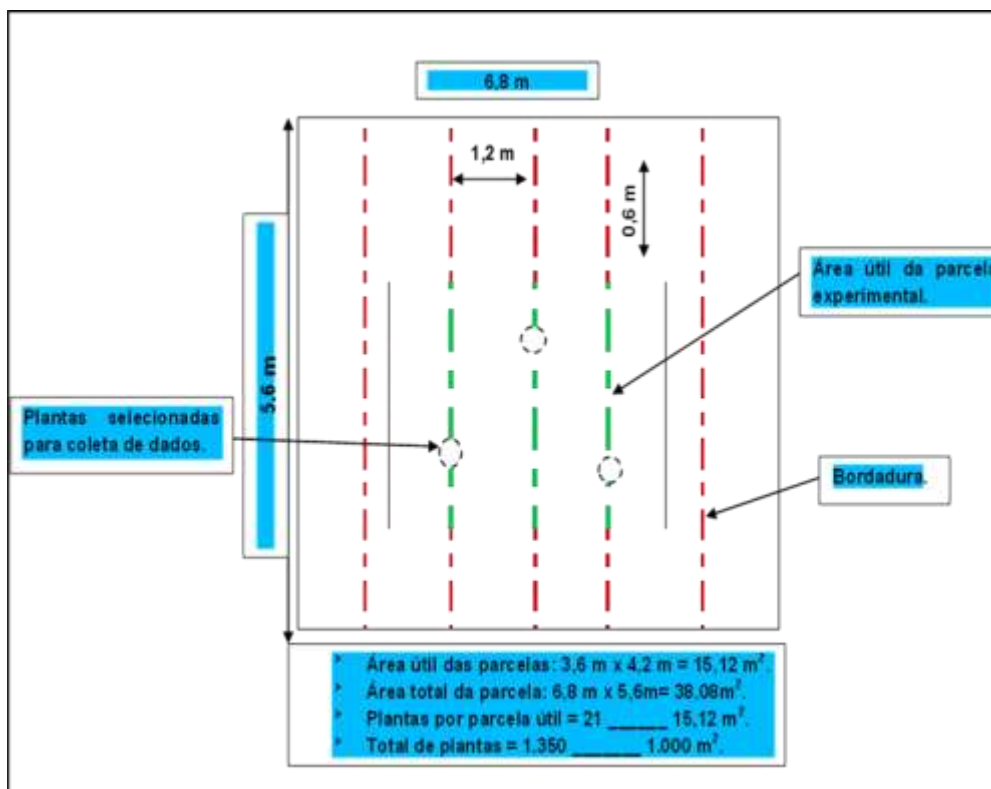 6,8 m
1,2 m
0,6 m
Área útil da parcela
experimental.
5,6 m
Plantas selecionadas
para coleta de dados.
Bordadura.
Área útil das parcelas: 3,6 m x 4,2 m = 15,12 m².
Área total da parcela: 6,8 m x 5,6m= 38,08m².
Plantas por parcela útil = 21 ______ 15,12 m².
Total de plantas = 1.350 _______ 1.000 m².